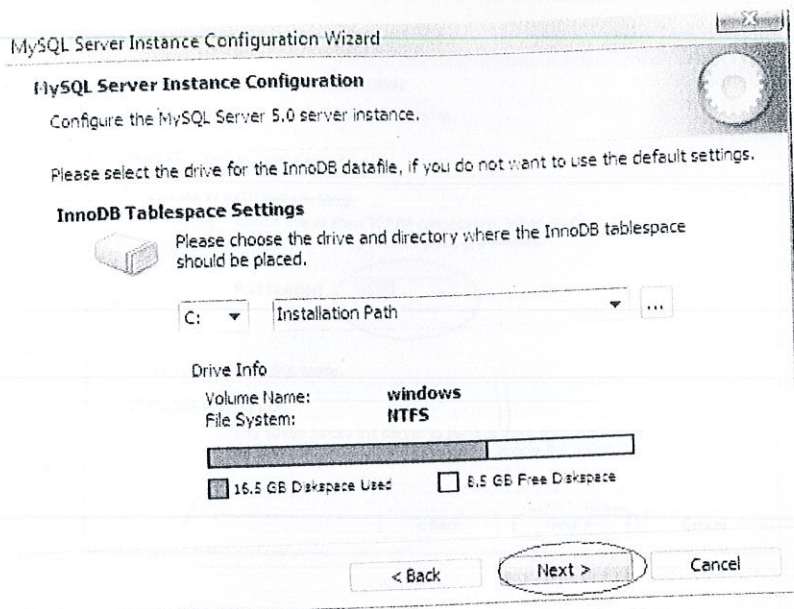 MySQL Server Instance Configuration Wizard
MySQL Server Instance Configuration
Configure the MySQL Server 5.0 server instance.
Please select the drive for the InnoDB datafile, if you do not want to use the default settings.
InnoDB Tablespace Settings
Please choose the drive and directory where the InnoDB tablespace
should be placed.
C: Installation Path ...
Drive Info
Volume Name: windows
File System: NTFS
16.5 GB Diskspace Used 8.5 GB Free Diskspace
< Back Next > Cancel